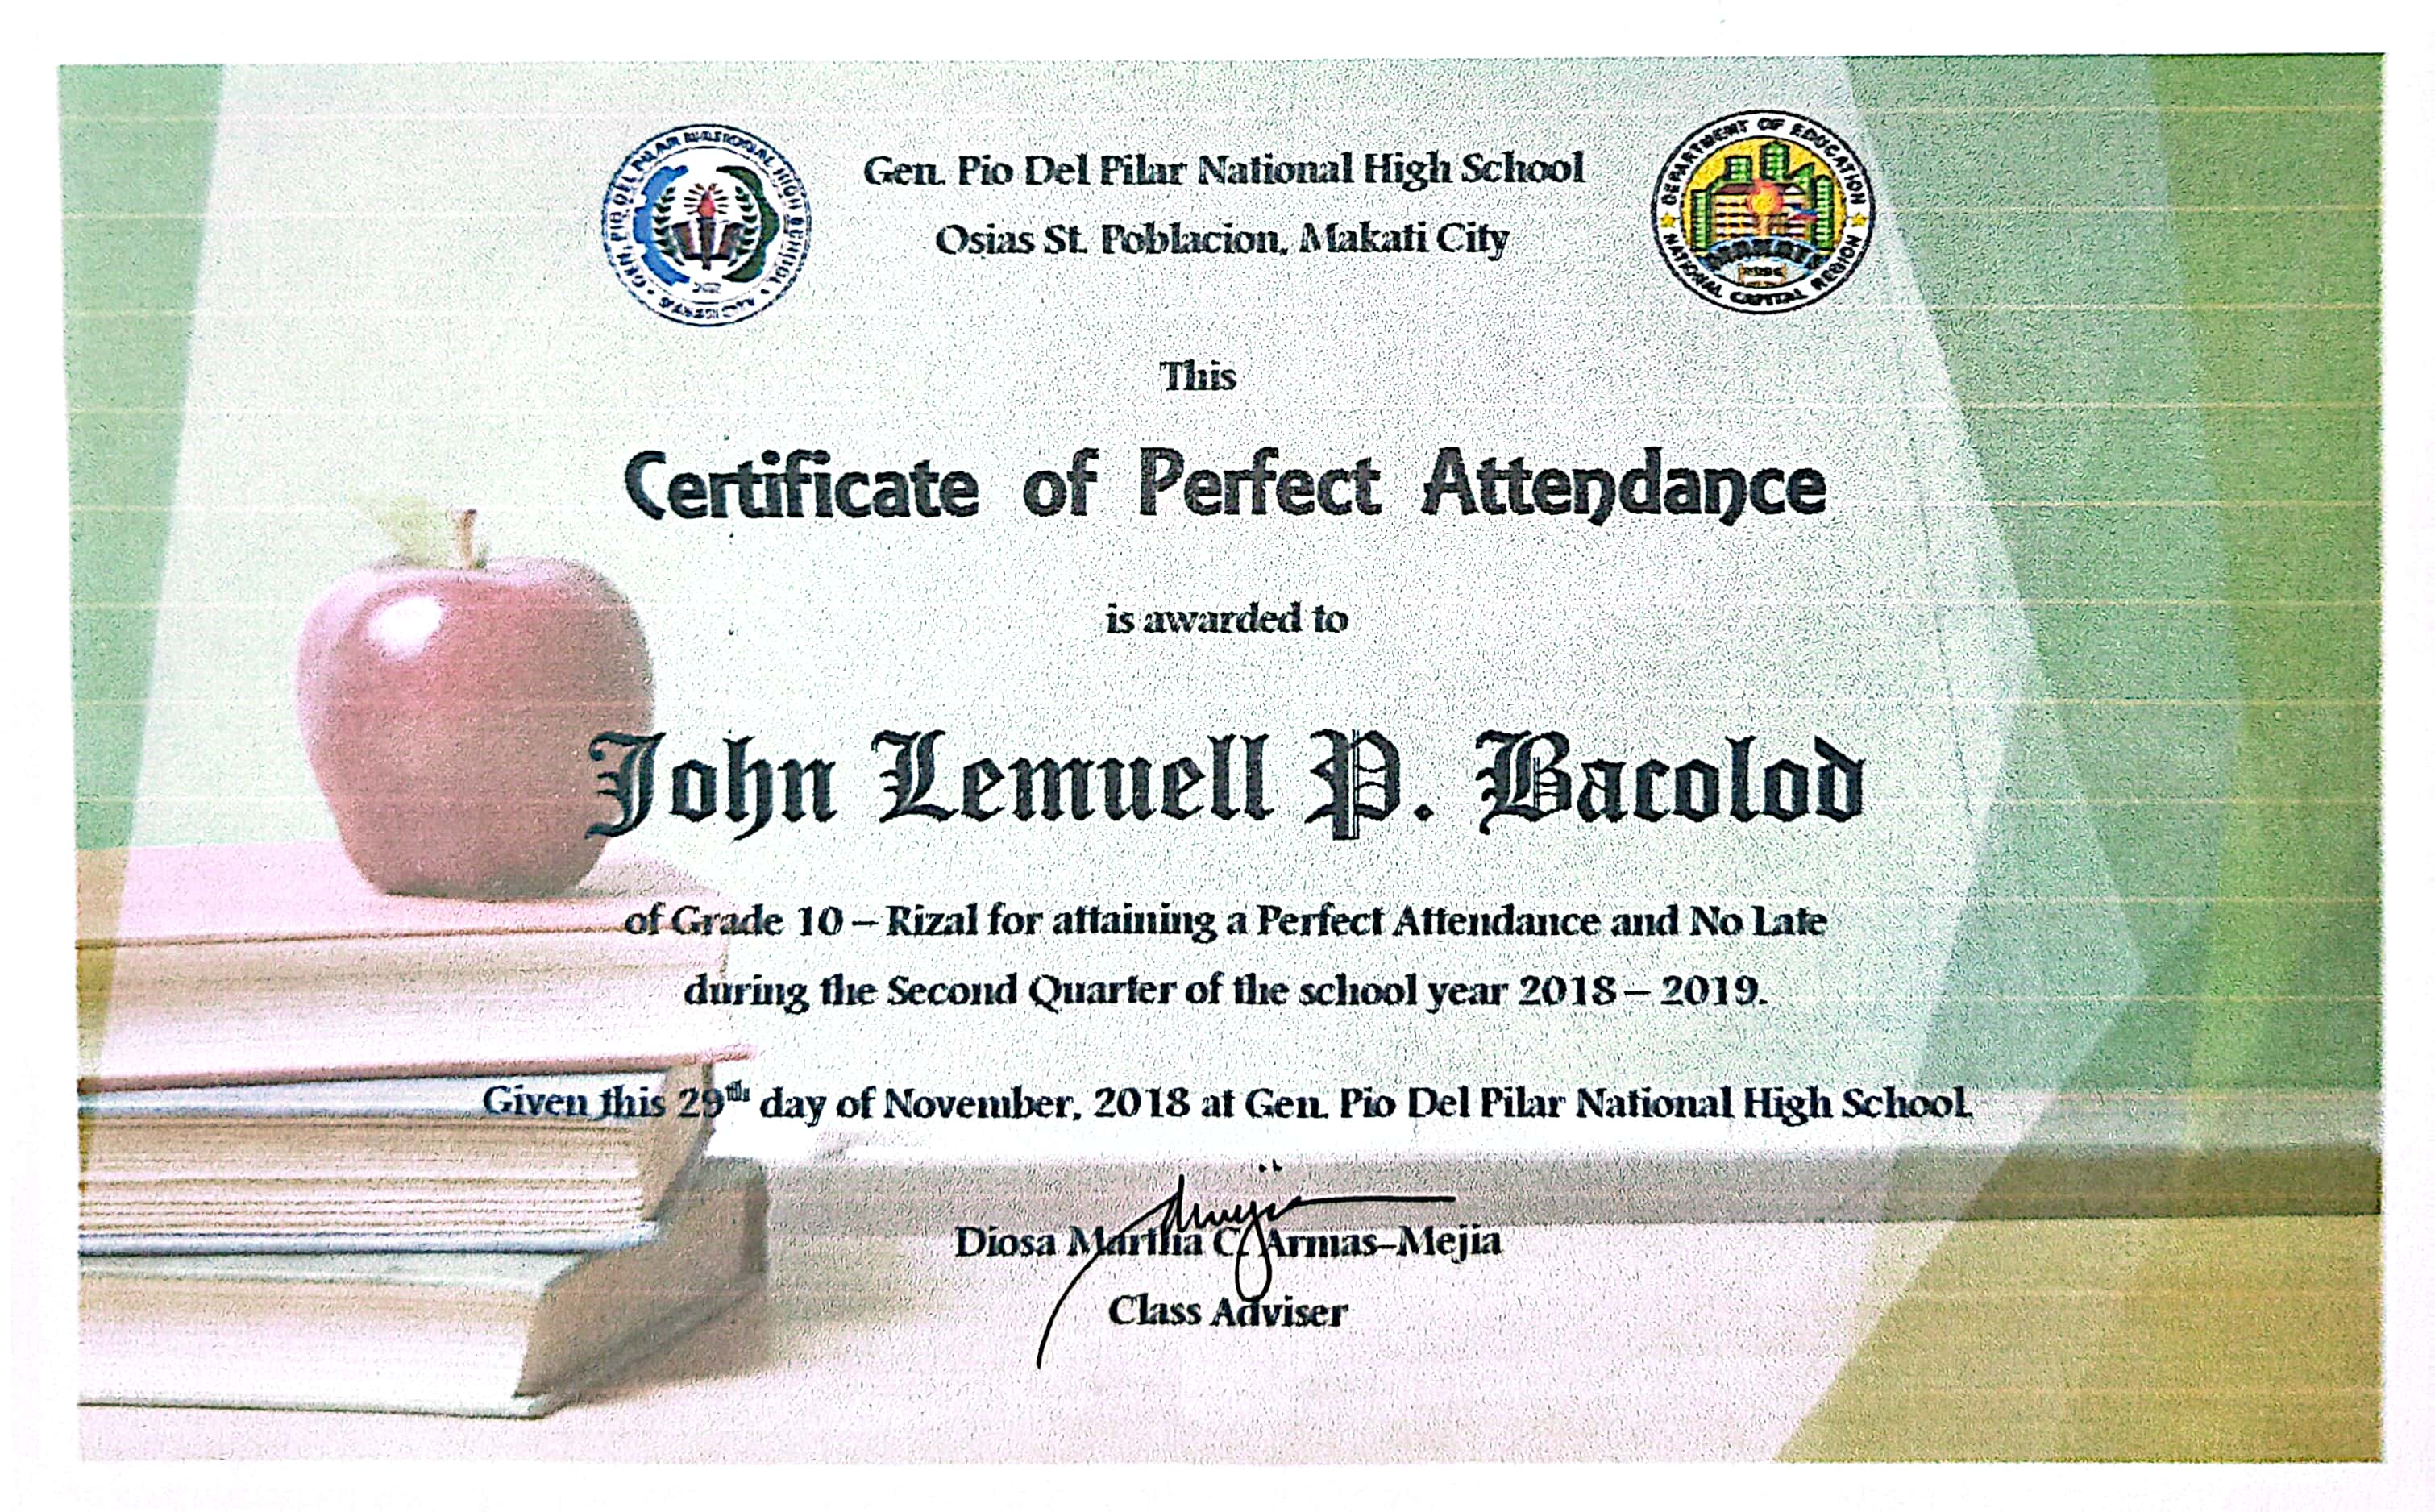 GEN. PIO DEL PILAR NATIONAL HIGH SCHOOL
DEPARTMENT OF EDUCATION
NATIONAL CAPITAL REGION
Gen. Pio Del Pilar National High School
Osias St. Poblacion, Makati City
This
Certificate of Perfect Attendance
is awarded to
John Lemuell P. Bacolod
of Grade 10 – Rizal for attaining a Perfect Attendance and No Late
during the Second Quarter of the school year 2018 – 2019.
Given this 29th day of November, 2018 at Gen. Pio Del Pilar National High School.
Diosa Martha C. Armas-Mejia
Class Adviser